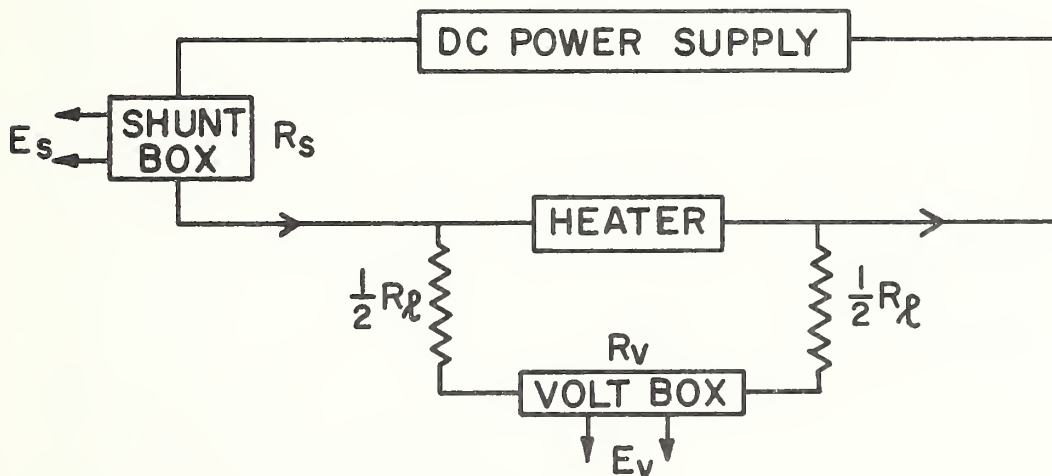 DC POWER SUPPLY
SHUNT
BOX
Es
Rs
HEATER
½Rℓ
½Rℓ
Rv
VOLT BOX
Ev